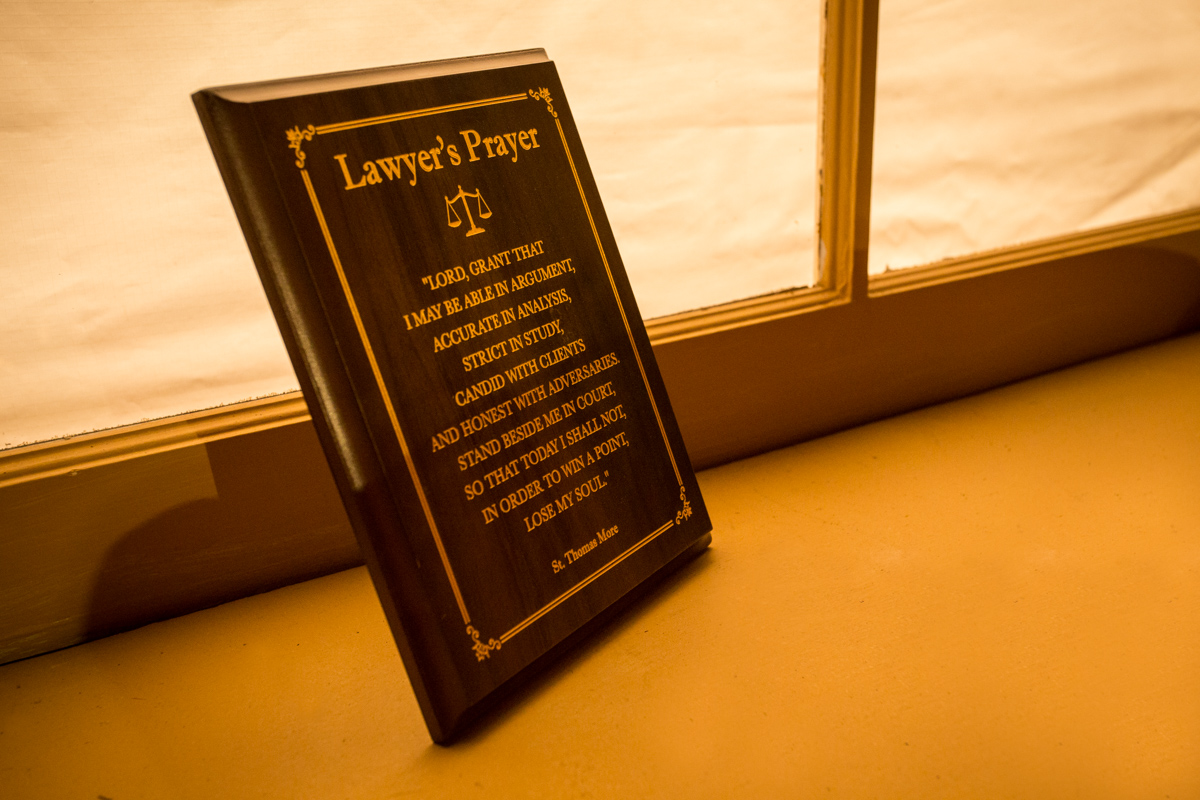 Lawyer's Prayer
"LORD, GRANT THAT
I MAY BE ABLE IN ARGUMENT,
ACCURATE IN ANALYSIS,
STRICT IN STUDY,
CANDID WITH CLIENTS
AND HONEST WITH ADVERSARIES.
STAND BESIDE ME IN COURT,
SO THAT TODAY I SHALL NOT,
IN ORDER TO WIN A POINT,
LOSE MY SOUL."
St. Thomas More